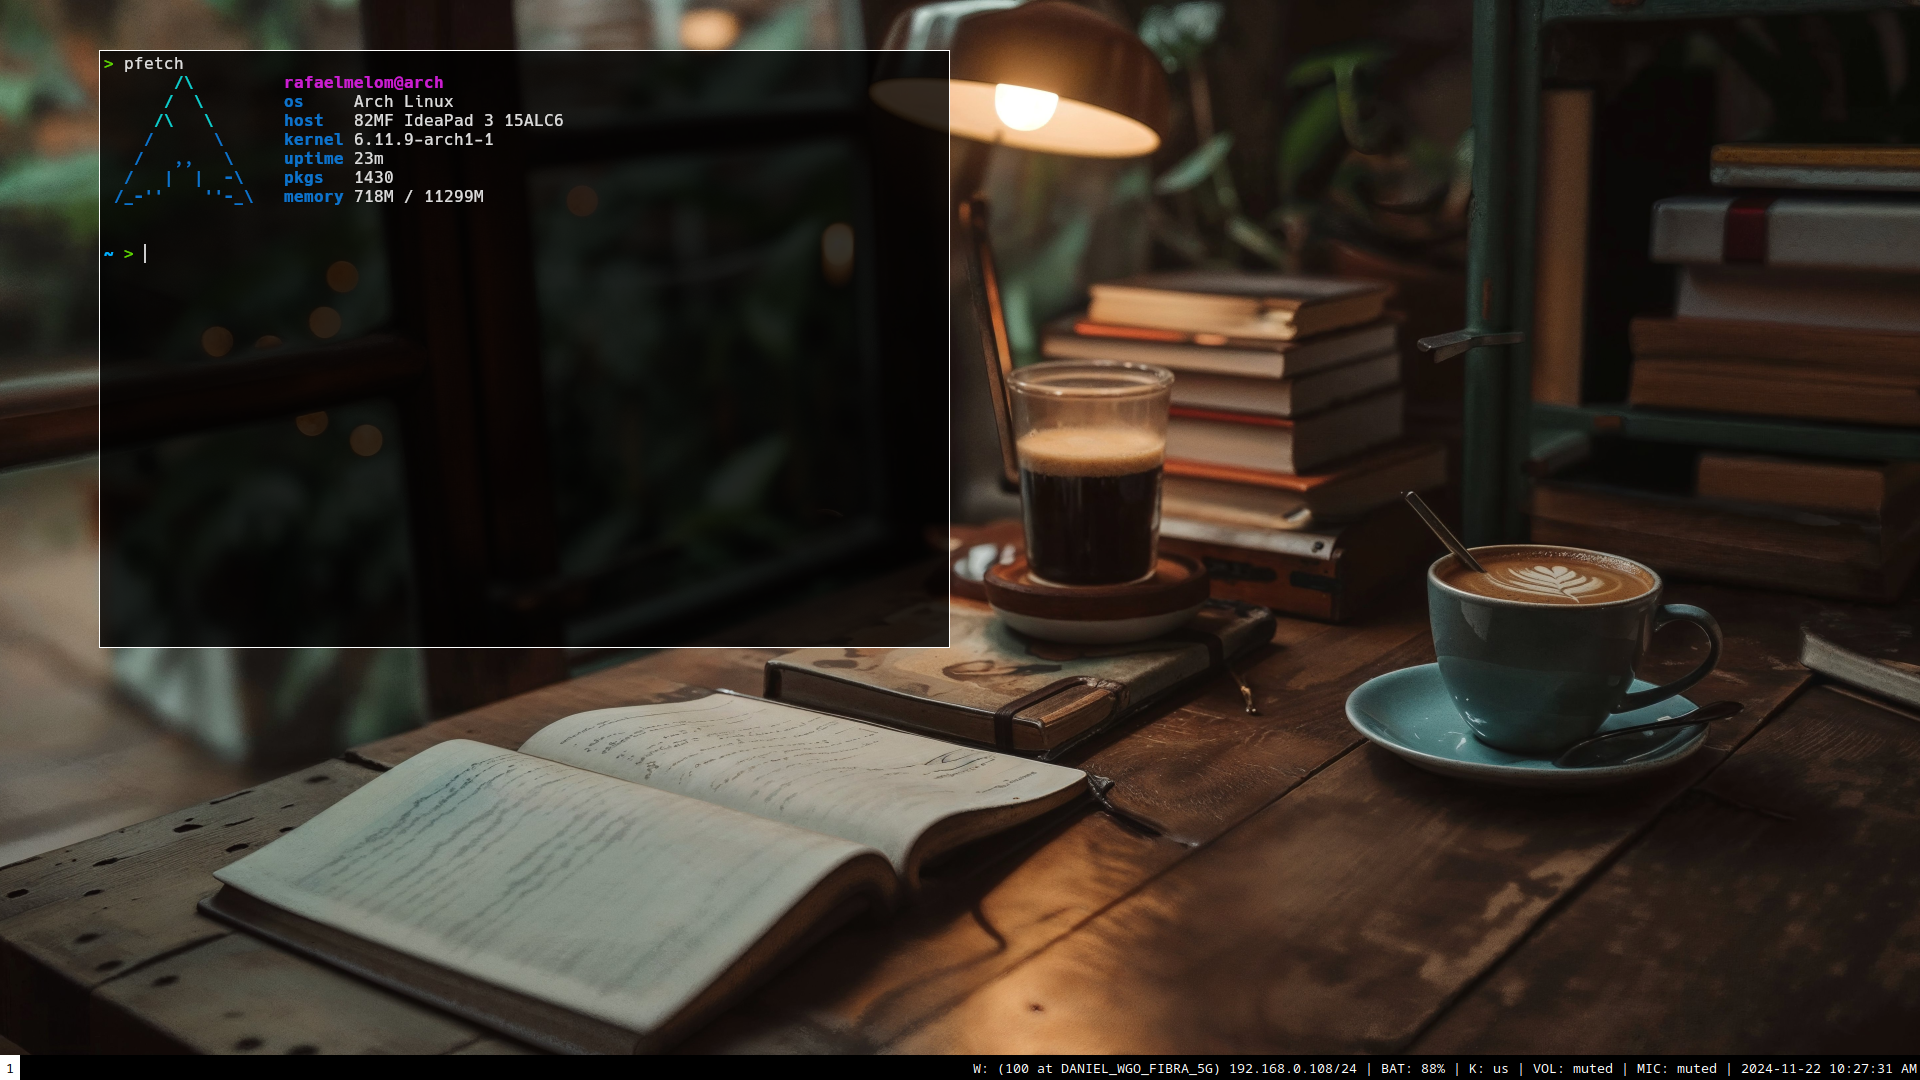 > pfetch
rafaelmelom@arch
os Arch Linux
host 82MF IdeaPad 3 15ALC6
kernel 6.11.9-arch1-1
uptime 23m
pkgs 1430
memory 718M / 11299M
~ >
1
W: (100 at DANIEL_WGO_FIBRA_5G) 192.168.0.108/24 | BAT: 88% | K: us | VOL: muted | MIC: muted | 2024-11-22 10:27:31 AM